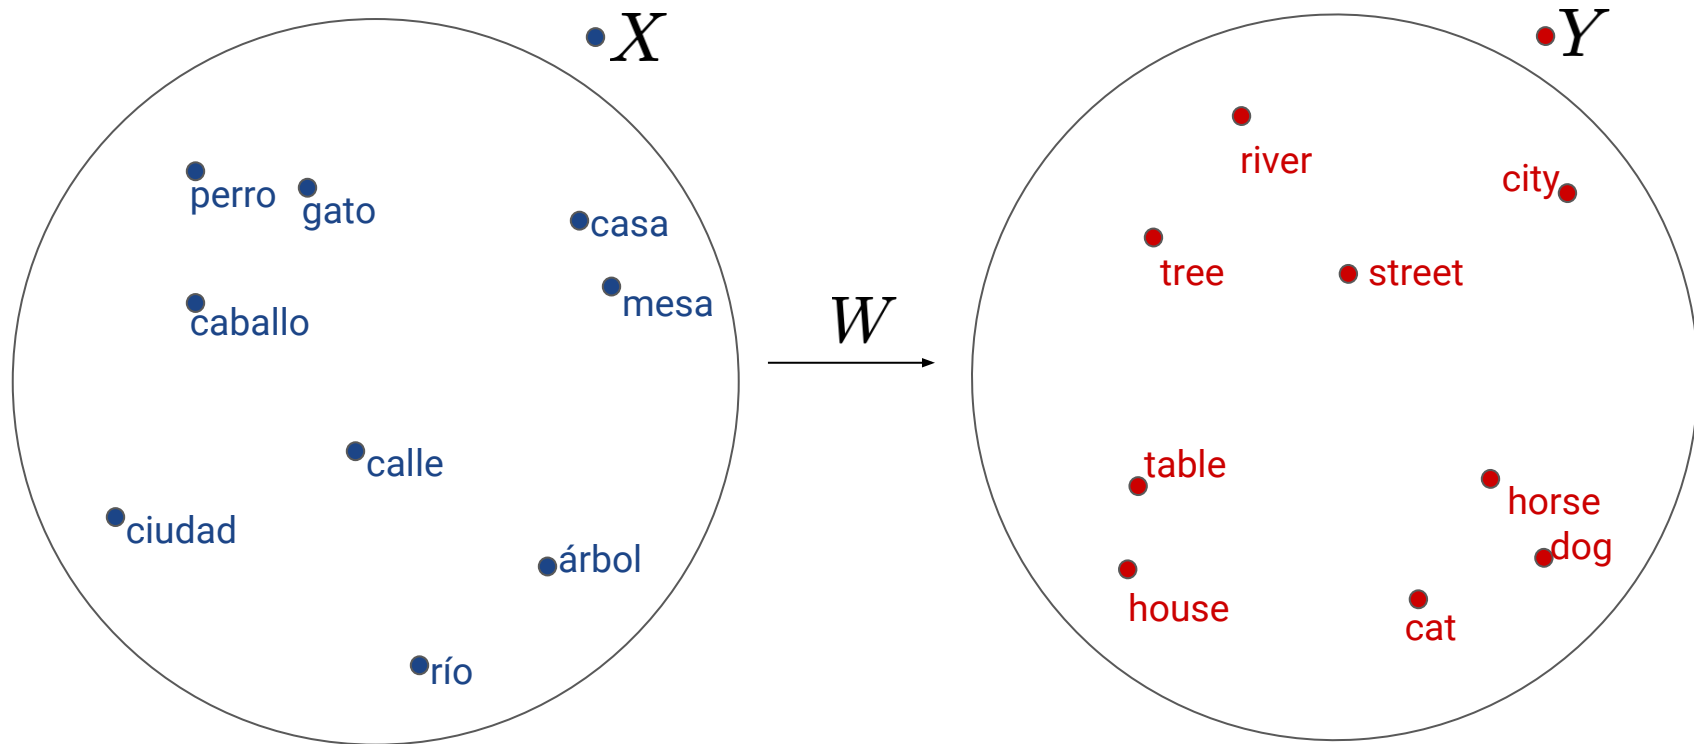 X
perro
gato
casa
mesa
caballo
calle
ciudad
árbol
río
W
Y
river
city
tree
street
table
horse
dog
house
cat